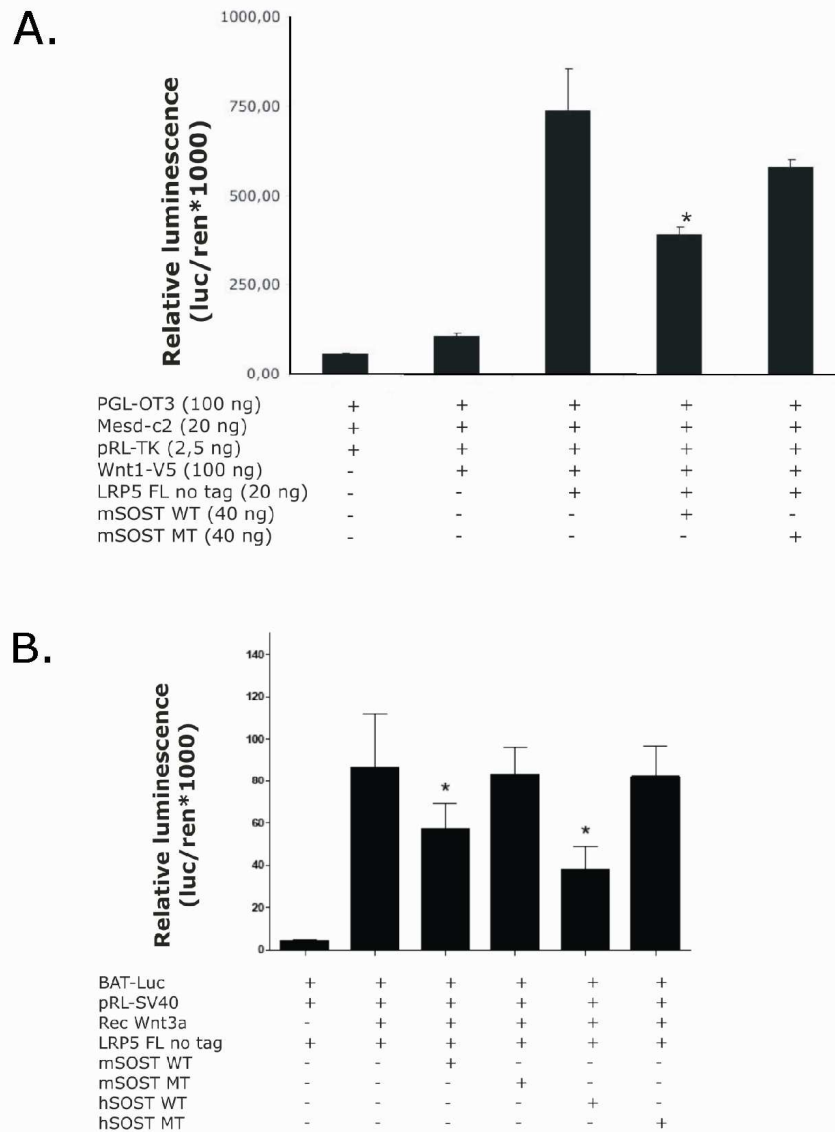 A.
Relative luminescence
(luc/ren*1000)
1000,00
750,00
500,00
250,00
0,00
*
PGL-OT3 (100 ng) + + + + +
Mesd-c2 (20 ng) + + + + +
pRL-TK (2,5 ng) + + + + +
Wnt1-V5 (100 ng) - + + + +
LRP5 FL no tag (20 ng) - - + + +
mSOST WT (40 ng) - - - + -
mSOST MT (40 ng) - - - - +
B.
Relative luminescence
(luc/ren*1000)
140
120
100
80
60
40
20
0
* *
BAT-Luc + + + + + +
pRL-SV40 + + + + + +
Rec Wnt3a - + + + + +
LRP5 FL no tag + + + + + +
mSOST WT - - + - - -
mSOST MT - - - + - -
hSOST WT - - - - + -
hSOST MT - - - - - +